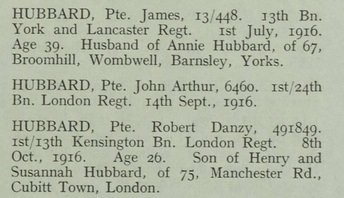 HUBBARD, Pte. James, 13/448. 13th Bn.
York and Lancaster Regt. 1st July, 1916.
Age 39. Husband of Annie Hubbard, of 67,
Broomhill, Wombwell, Barnsley, Yorks.
HUBBARD, Pte. John Arthur, 6460. 1st/24th
Bn. London Regt. 14th Sept., 1916.
HUBBARD, Pte. Robert Danzy, 491849.
1st/13th Kensington Bn. London Regt. 8th
Oct., 1916. Age 26. Son of Henry and
Susannah Hubbard, of 75, Manchester Rd.,
Cubitt Town, London.